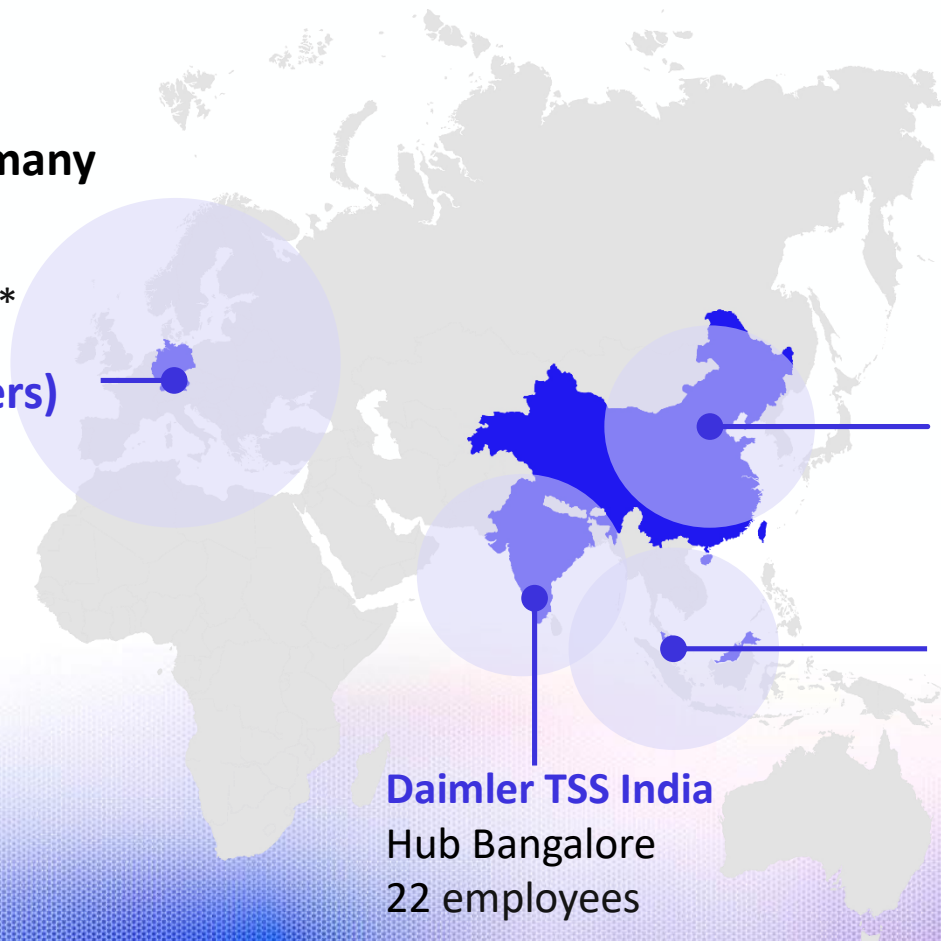 many
*
ers)
Daimler TSS India
Hub Bangalore
22 employees